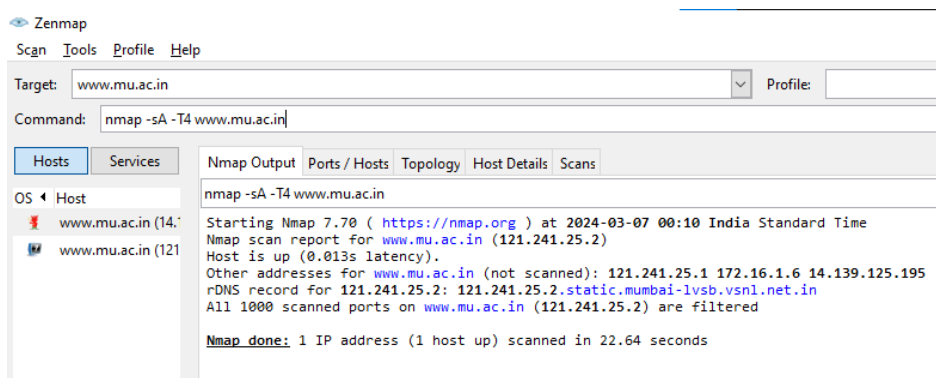 Zenmap
Scan Tools Profile Help
Target: www.mu.ac.in Profile:
Command: nmap -sA -T4 www.mu.ac.in
Hosts Services Nmap Output Ports / Hosts Topology Host Details Scans
OS Host
www.mu.ac.in (14.
www.mu.ac.in (121
nmap -sA -T4 www.mu.ac.in
Starting Nmap 7.70 ( https://nmap.org ) at 2024-03-07 00:10 India Standard Time
Nmap scan report for www.mu.ac.in (121.241.25.2)
Host is up (0.013s latency).
Other addresses for www.mu.ac.in (not scanned): 121.241.25.1 172.16.1.6 14.139.125.195
rDNS record for 121.241.25.2: 121.241.25.2.static.mumbai-lvsb.vsnl.net.in
All 1000 scanned ports on www.mu.ac.in (121.241.25.2) are filtered
Nmap done: 1 IP address (1 host up) scanned in 22.64 seconds